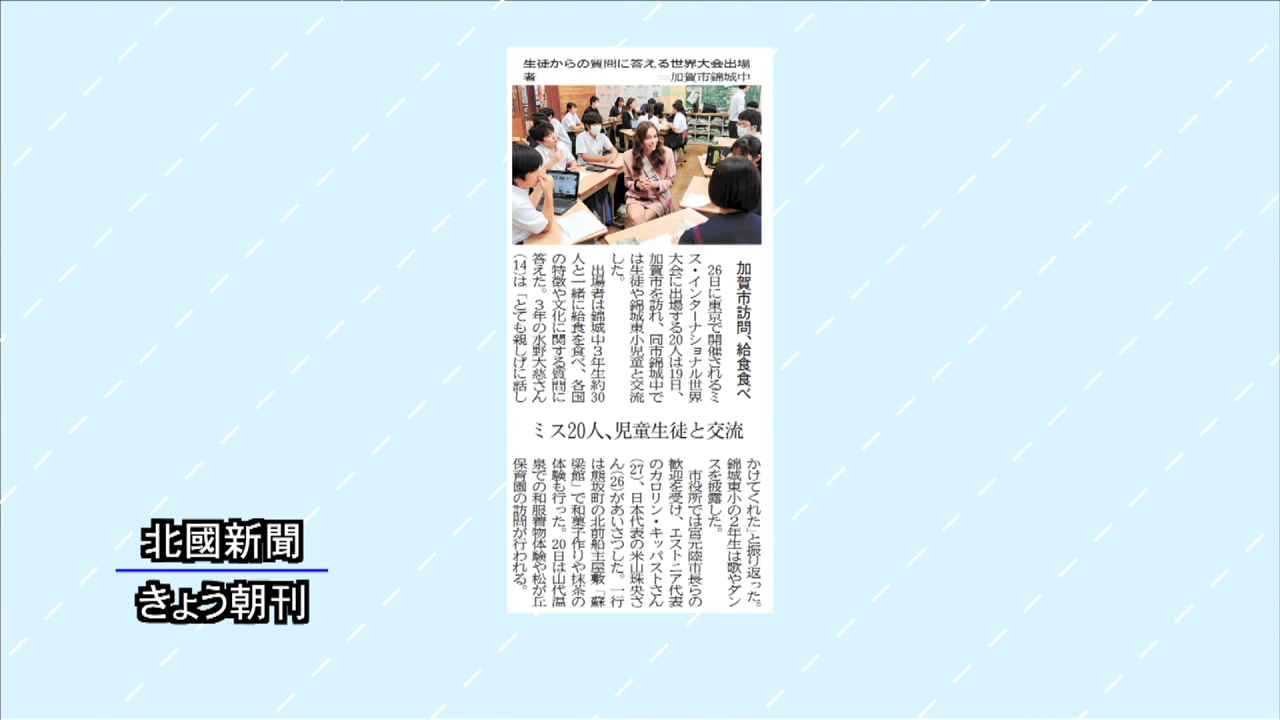 生徒からの質問に答える世界大会出場
者　＝加賀市錦城中
加賀市訪問、給食食べ
26日に東京で開催されるミ
ス・インターナショナル世界
大会に出場する20人は19日、
加賀市を訪れ、同市錦城中で
は生徒や錦城東小児童と交流
した。
出場者は錦城中３年生約30
人と一緒に給食を食べ、各国
の特徴や文化に関する質問に
答えた。３年の水野大慈さん
(14)は「とても親しげに話し
ミス20人、児童生徒と交流
かけてくれた」と振り返った。
錦城東小の２年生は歌やダン
スを披露した。
市役所では宮元陸市長らの
歓迎を受け、エストニア代表
のカロリン・キッパストさん
(27)、日本代表の米山珠央さ
ん(26)があいさつした。一行
は熊坂町の北前船主屋敷「蘇
梁館」で和菓子作りや抹茶の
体験も行った。20日は山代温
泉での和服着物体験や松が丘
保育園の訪問が行われる。
北國新聞
きょう朝刊